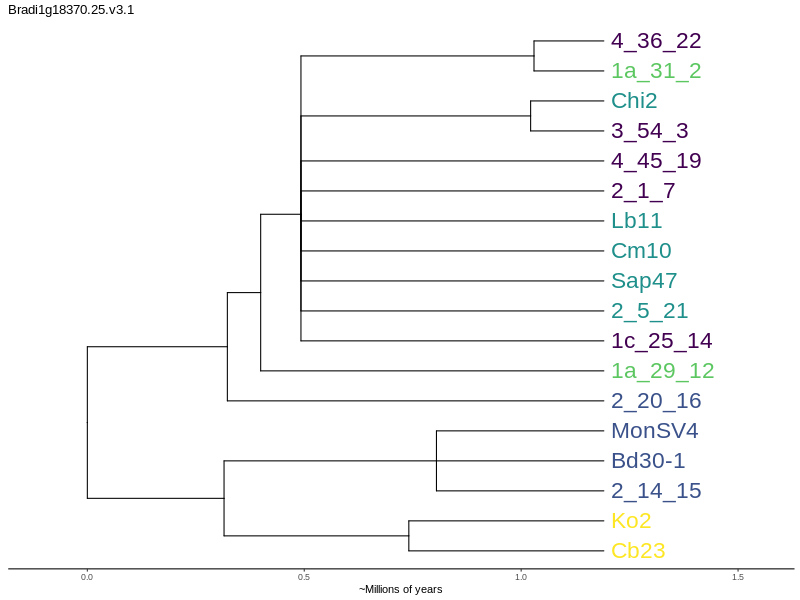 Bradi1g18370.25.v3.1
4_36_22
1a_31_2
Chi2
3_54_3
4_45_19
2_1_7
Lb11
Cm10
Sap47
2_5_21
1c_25_14
1a_29_12
2_20_16
MonSV4
Bd30-1
2_14_15
Ko2
Cb23
0.0 0.5 1.0 1.5
~Millions of years